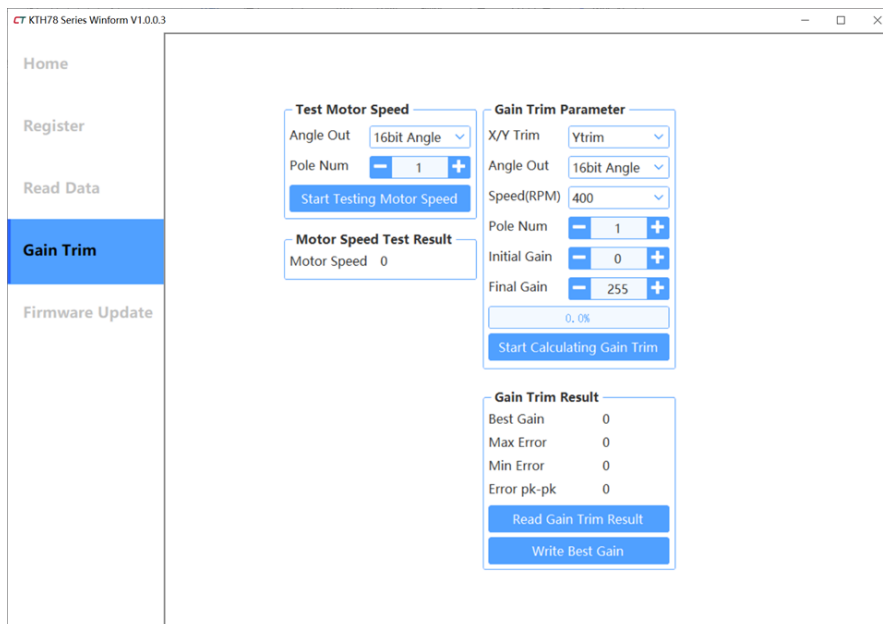 CT KTH78 Series Winform V1.0.0.3
Home
Register
Read Data
Gain Trim
Firmware Update
Test Motor Speed
Angle Out 16bit Angle
Pole Num 1
Start Testing Motor Speed
Motor Speed Test Result
Motor Speed 0
Gain Trim Parameter
X/Y Trim Ytrim
Angle Out 16bit Angle
Speed(RPM) 400
Pole Num 1
Initial Gain 0
Final Gain 255
0.0%
Start Calculating Gain Trim
Gain Trim Result
Best Gain 0
Max Error 0
Min Error 0
Error pk-pk 0
Read Gain Trim Result
Write Best Gain